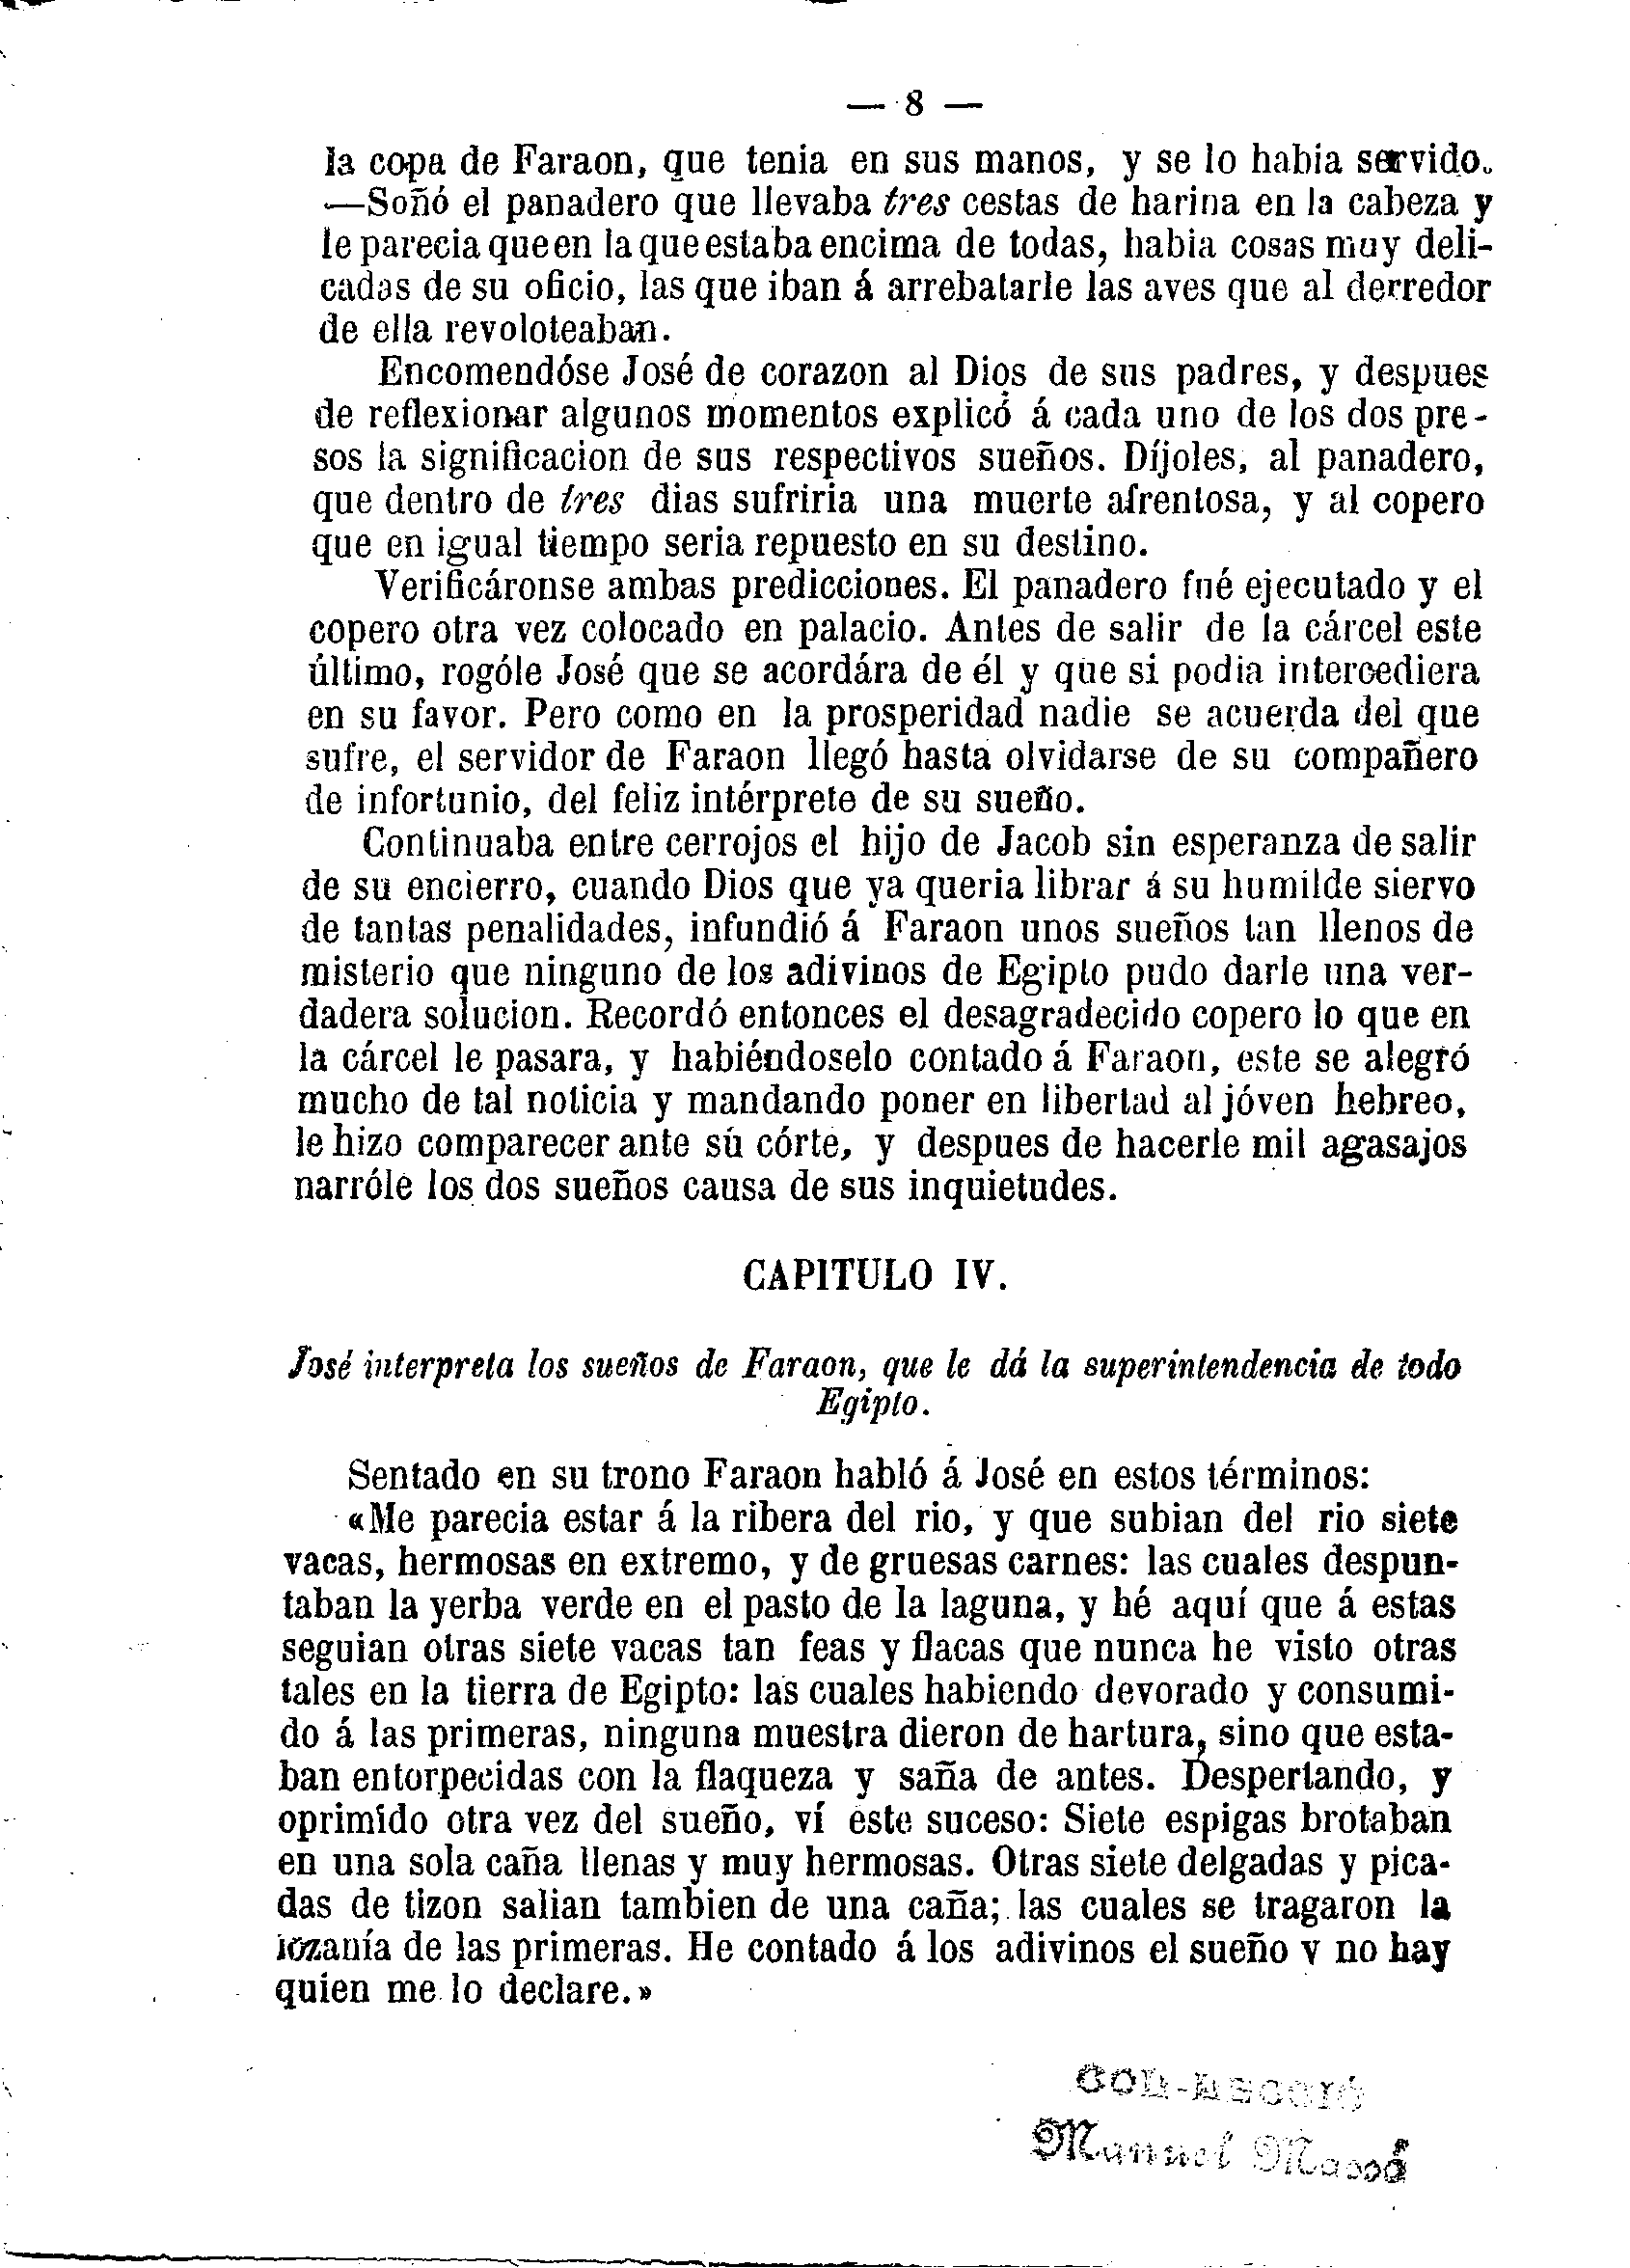 — 8 —
la copa de Faraon, que tenia en sus manos, y se lo habia servido.
—Soñó el panadero que llevaba tres cestas de harina en la cabeza y
le parecia que en la que estaba encima de todas, habia cosas muy deli-
cadas de su oficio, las que iban á arrebatarle las aves que al derredor
de ella revoloteaban.
Encomendóse José de corazon al Dios de sus padres, y despues
de reflexionar algunos momentos explicó á cada uno de los dos pre-
sos la significacion de sus respectivos sueños. Díjoles, al panadero,
que dentro de tres dias sufriria una muerte afrentosa, y al copero
que en igual tiempo seria repuesto en su destino.
Verificáronse ambas predicciones. El panadero fué ejecutado y el
copero otra vez colocado en palacio. Antes de salir de la cárcel este
último, rogóle José que se acordára de él y que si podia intercediera
en su favor. Pero como en la prosperidad nadie se acuerda del que
sufre, el servidor de Faraon llegó hasta olvidarse de su compañero
de infortunio, del feliz intérprete de su sueño.
Continuaba entre cerrojos el hijo de Jacob sin esperanza de salir
de su encierro, cuando Dios que ya queria librar á su humilde siervo
de tantas penalidades, infundió á Faraon unos sueños tan llenos de
misterio que ninguno de los adivinos de Egipto pudo darle una ver-
dadera solucion. Recordó entonces el desagradecido copero lo que en
la cárcel le pasara, y habiéndoselo contado á Faraon, este se alegró
mucho de tal noticia y mandando poner en libertad al jóven hebreo,
le hizo comparecer ante su córte, y despues de hacerle mil agasajos
narróle los dos sueños causa de sus inquietudes.
CAPITULO IV.
José interpreta los sueños de Faraon, que le dá la superintendencia de todo
Egipto.
Sentado en su trono Faraon habló á José en estos términos:
«Me parecia estar á la ribera del rio, y que subian del rio siete
vacas, hermosas en extremo, y de gruesas carnes: las cuales despun-
taban la yerba verde en el pasto de la laguna, y hé aquí que á estas
seguian otras siete vacas tan feas y flacas que nunca he visto otras
tales en la tierra de Egipto: las cuales habiendo devorado y consumi-
do á las primeras, ninguna muestra dieron de hartura, sino que esta-
ban entorpecidas con la flaqueza y saña de antes. Despertando, y
oprimido otra vez del sueño, ví este suceso: Siete espigas brotaban
en una sola caña llenas y muy hermosas. Otras siete delgadas y pica-
das de tizon salian tambien de una caña; las cuales se tragaron la
lozanía de las primeras. He contado á los adivinos el sueño y no hay
quien me lo declare.»
Manuel Massó